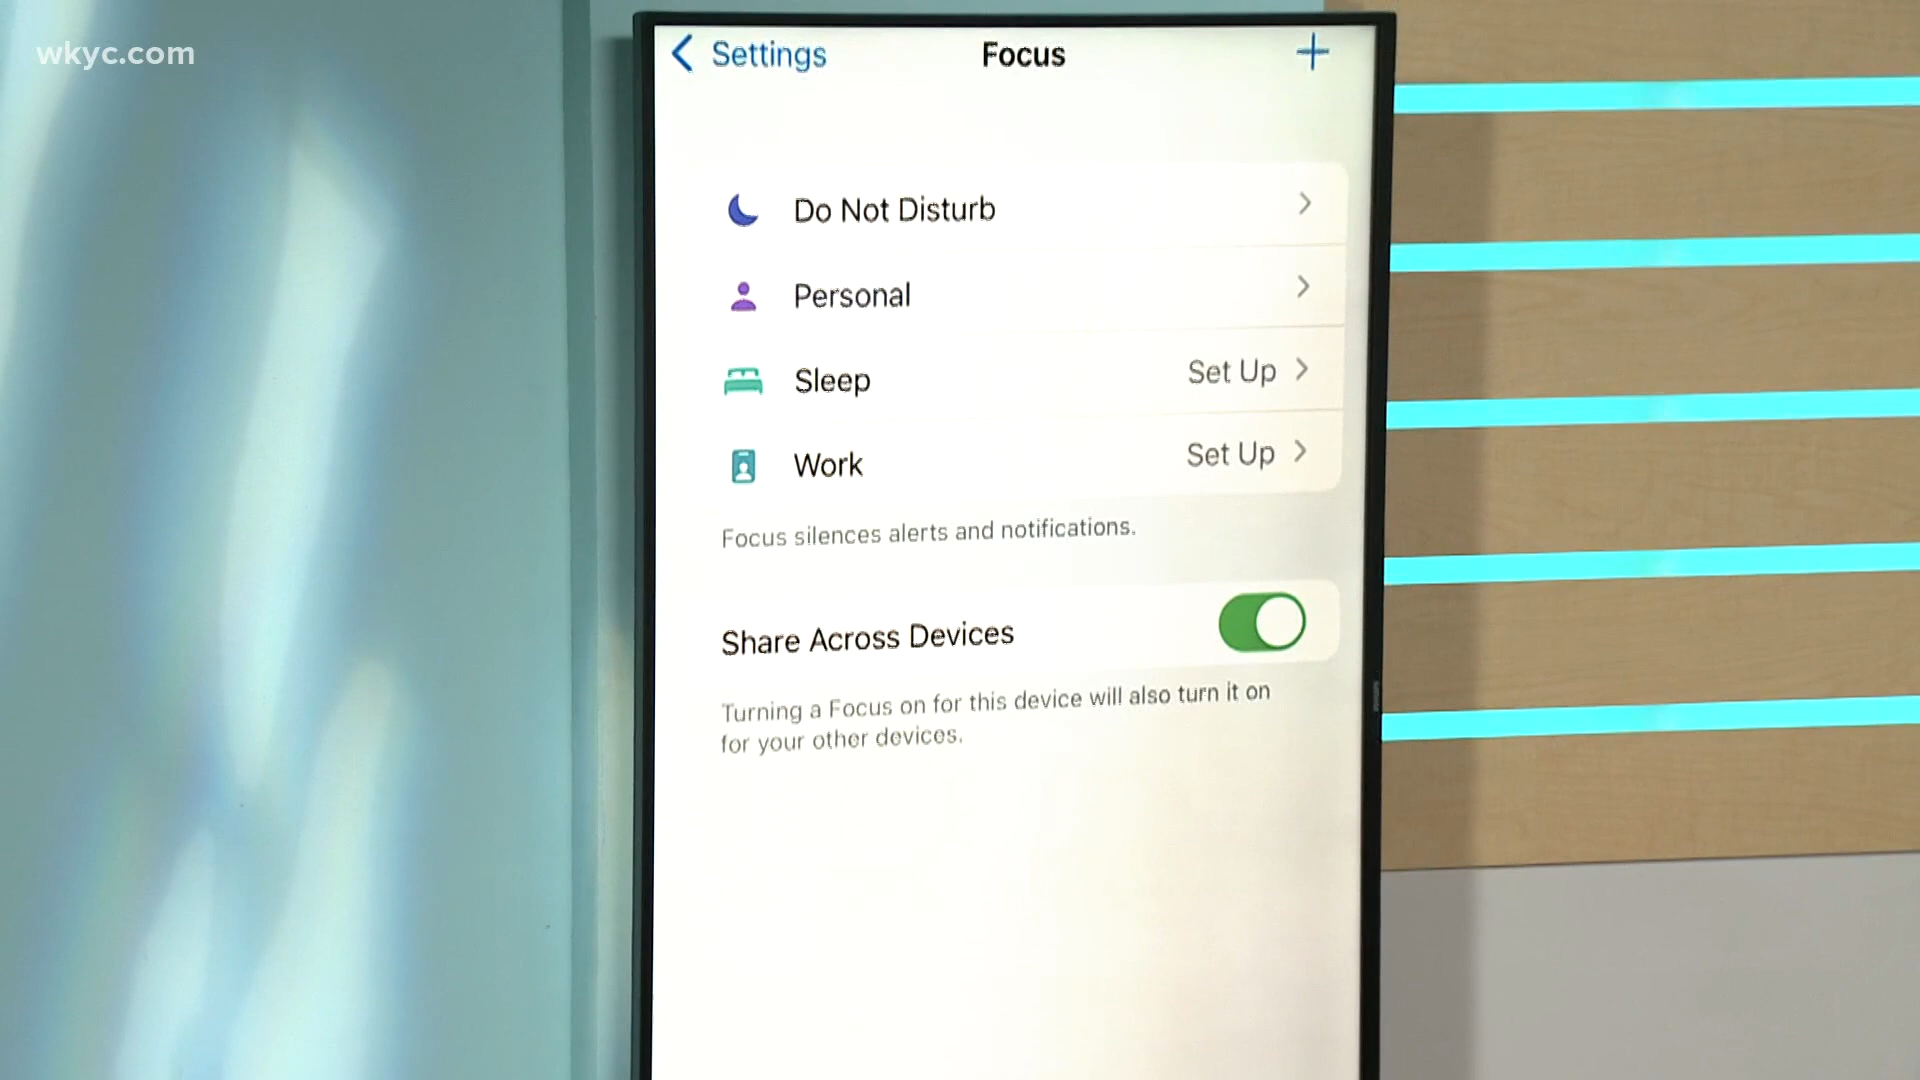 wkyc.com
Settings
Focus
Do Not Disturb
Personal
Sleep
Set Up
Work
Set Up
Focus silences alerts and notifications.
Share Across Devices
Turning a Focus on for this device will also turn it on
for your other devices.